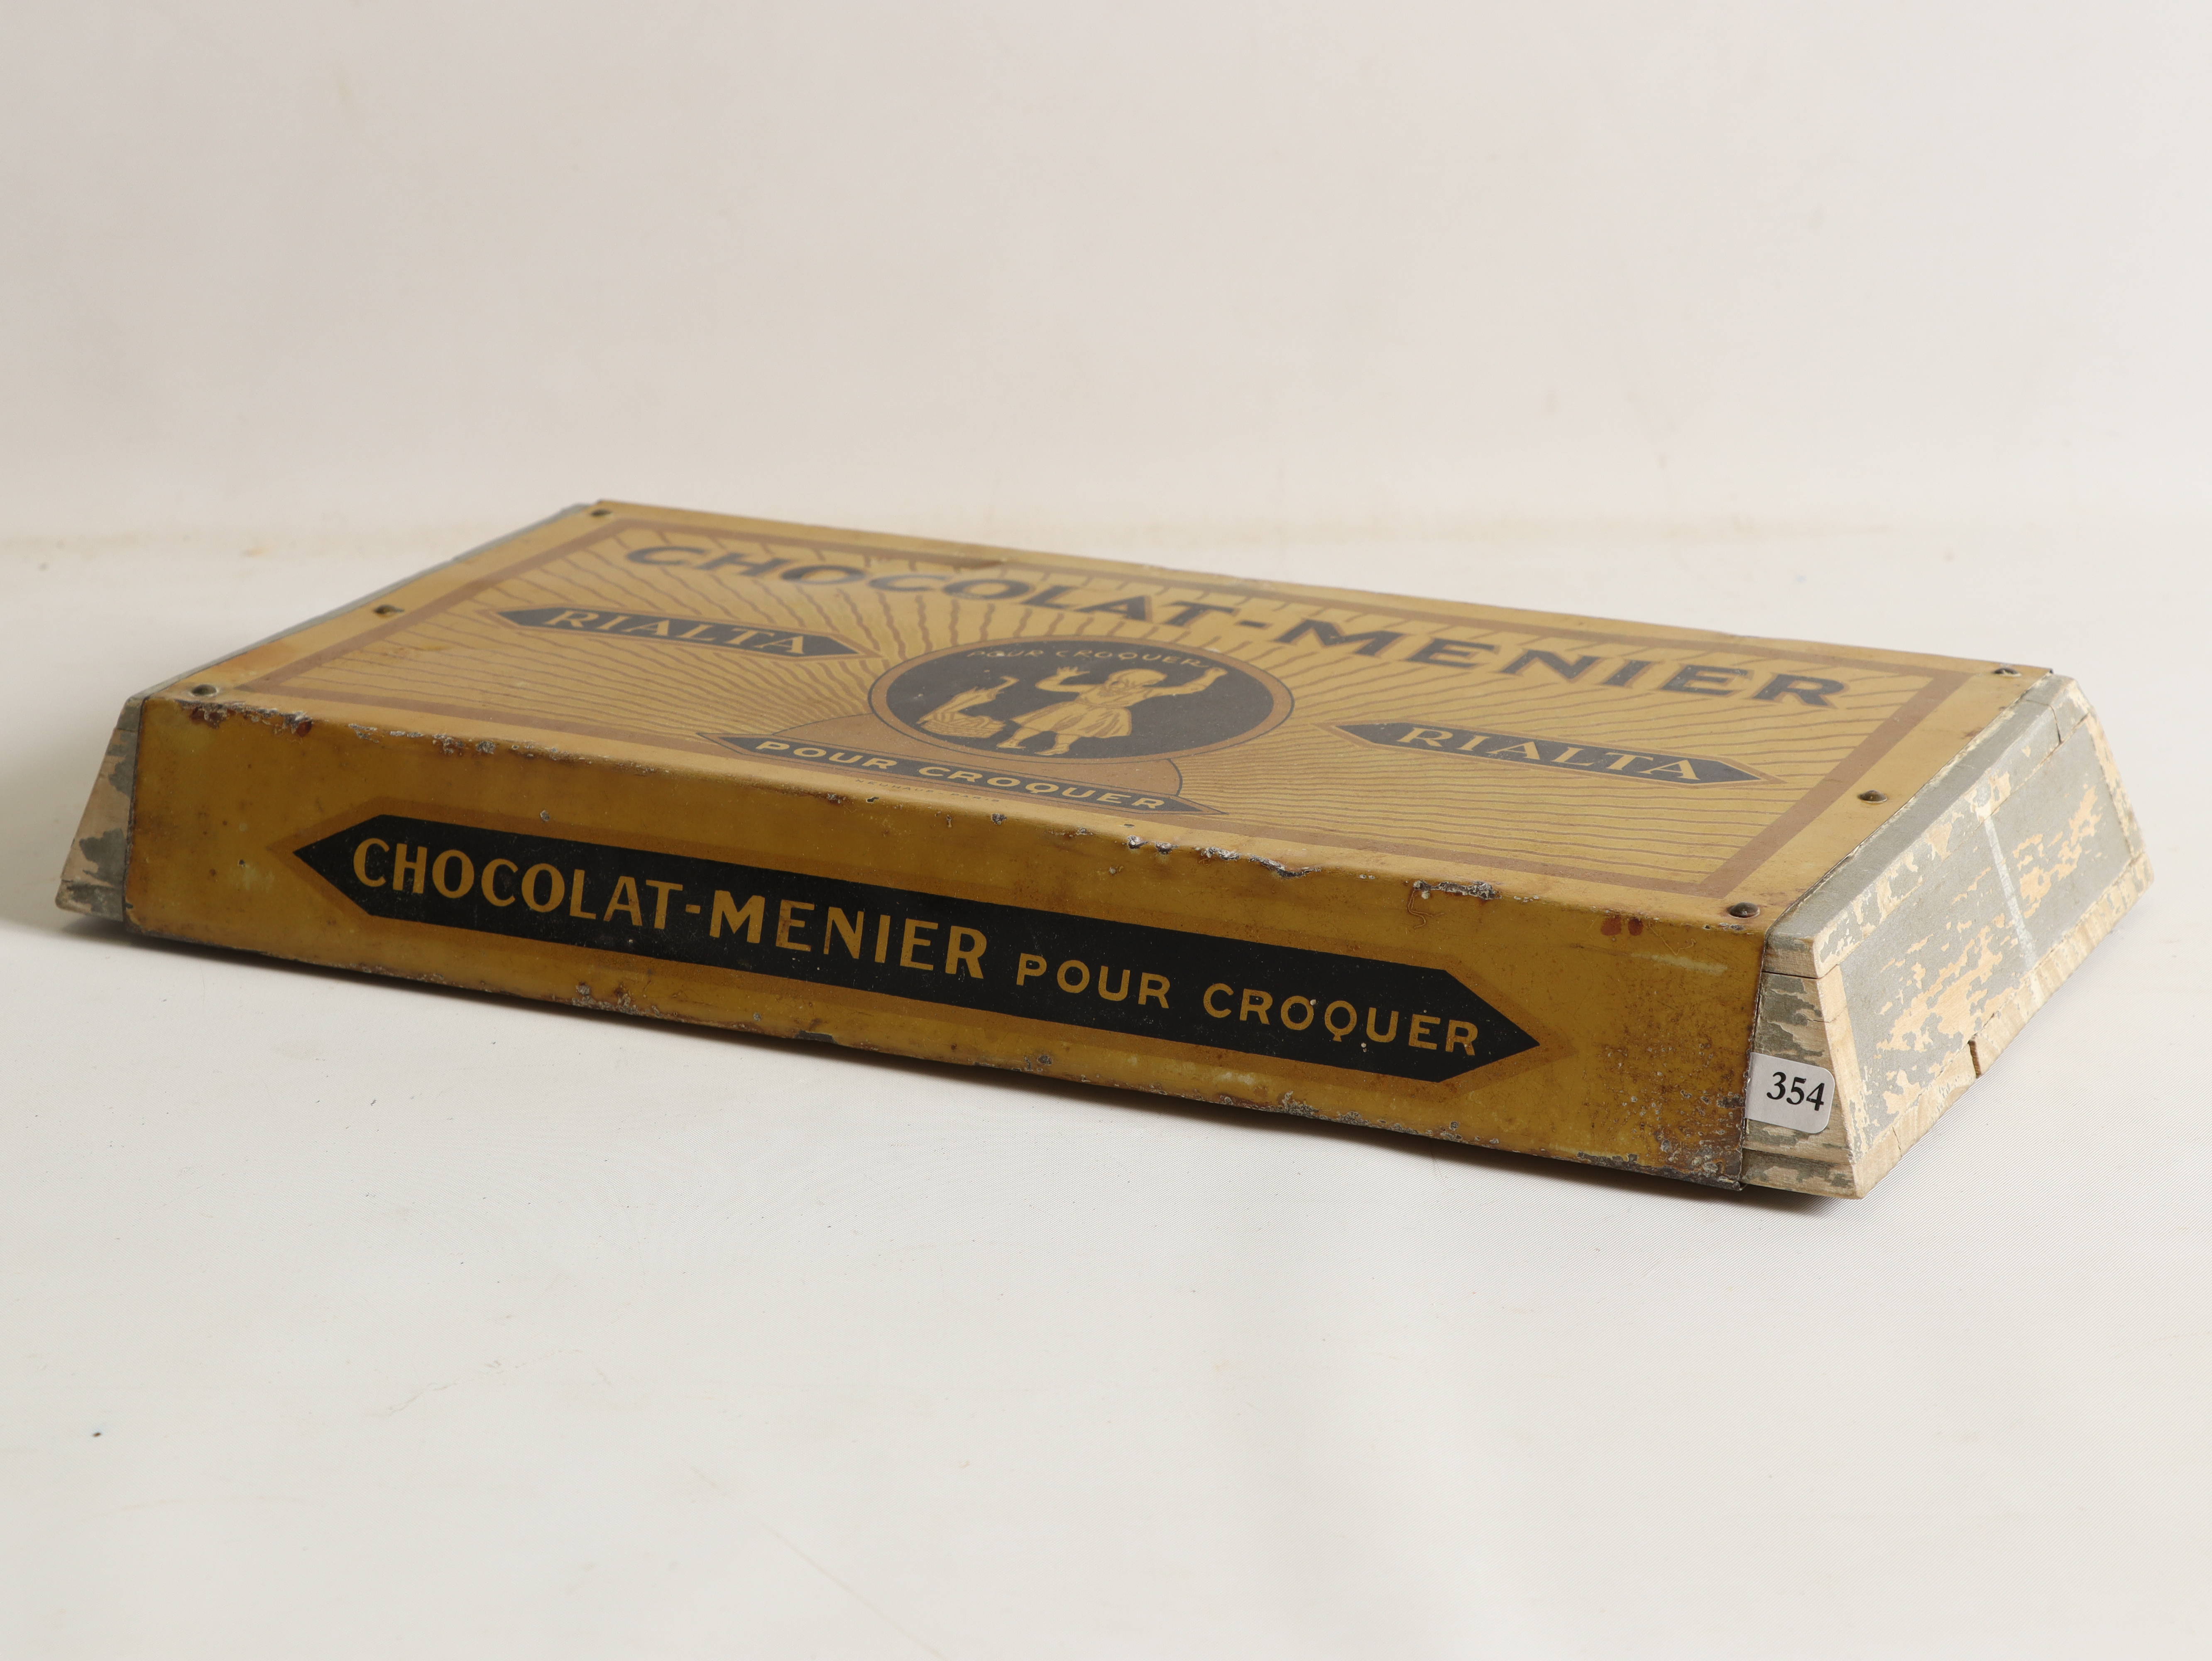 CHOCOLAT-MENIER
RIALTA
POUR CROQUER
RIALTA
POUR CROQUER
CHOCOLAT-MENIER POUR CROQUER
354